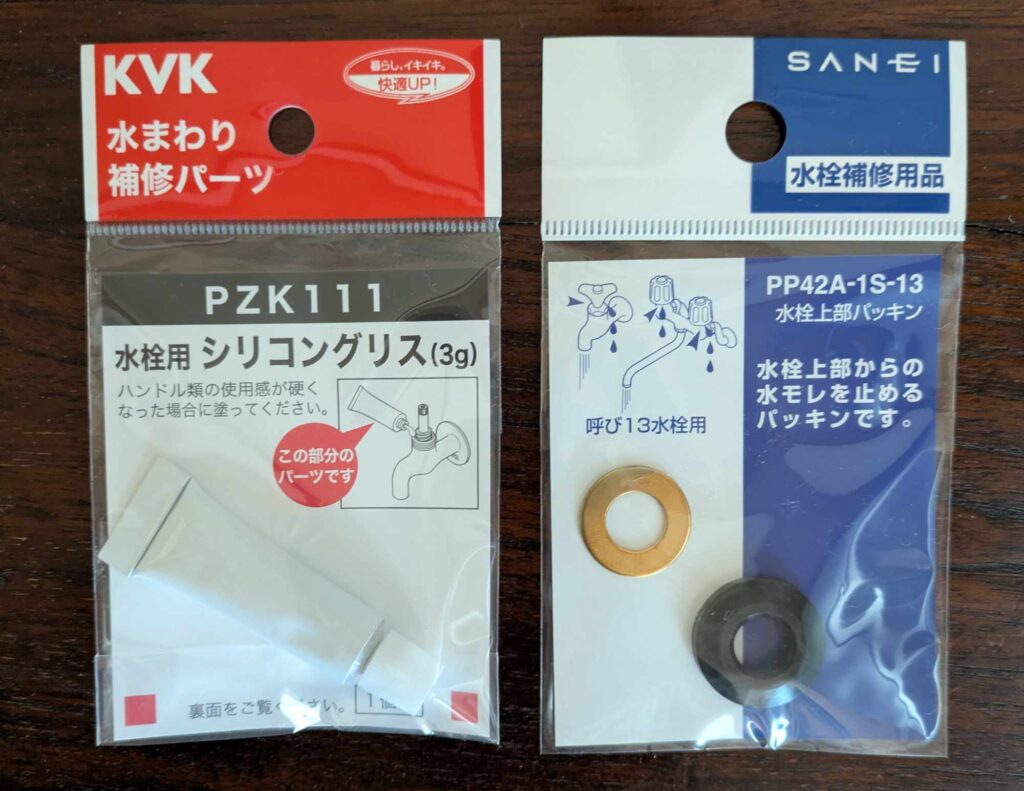 KVK
暮らし、イキイキ。
快適UP!
水まわり
補修パーツ
PZK111
水栓用 シリコングリス(3g)
ハンドル類の使用感が硬く
なった場合に塗ってください。
この部分の
パーツです
裏面をご覧ください。
1個
SANEI
水栓補修用品
PP42A-1S-13
水栓上部パッキン
水栓上部からの
水モレを止める
パッキンです。
呼び13水栓用